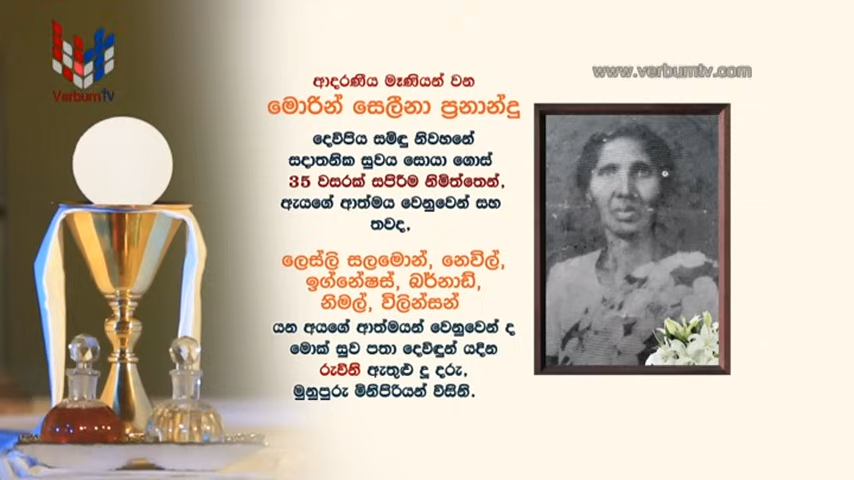 VerbumTV
www.verbumtv.com
ආදරණීය මෑණියන් වන
මොරින් සෙලීනා ප්‍රනාන්දු
දෙව්පිය සමිඳු නිවහනේ
සදාතනික සුවය සොයා ගොස්
35 වසරක් සපිරීම නිමිත්තෙන්,
ඇයගේ ආත්මය වෙනුවෙන් සහ
තවද,
ලෙස්ලි සලමොන්, නෙවිල්,
ඉග්නේෂස්, බර්නාඩ්,
නිමල්, විලින්සන්
යන අයගේ ආත්මයන් වෙනුවෙන් ද
මොක් සුව පතා දෙවිඳුන් යදින
රුවිනි ඇතුළු දූ දරු,
මුනුපුරු මිනිපිරියන් විසිනි.